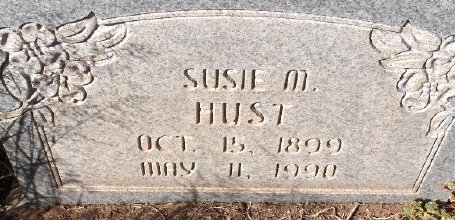 SUSIE M.
HUST
OCT. 15, 1899
MAY 11, 1990